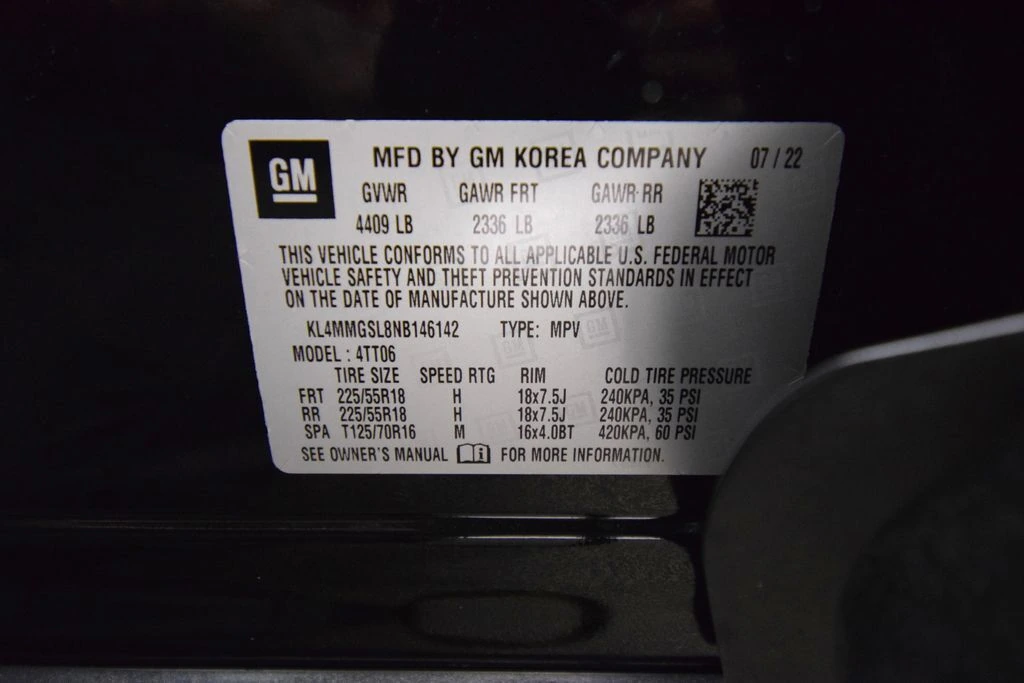 GM
MFD BY GM KOREA COMPANY 07 / 22
GVWR GAWR FRT GAWR RR
4409 LB 2336 LB 2336 LB
THIS VEHICLE CONFORMS TO ALL APPLICABLE U.S. FEDERAL MOTOR
VEHICLE SAFETY AND THEFT PREVENTION STANDARDS IN EFFECT
ON THE DATE OF MANUFACTURE SHOWN ABOVE.
KL4MMGSL8NB146142 TYPE: MPV
MODEL : 4TT06
TIRE SIZE SPEED RTG RIM COLD TIRE PRESSURE
FRT 225/55R18 H 18x7.5J 240KPA, 35 PSI
RR 225/55R18 H 18x7.5J 240KPA, 35 PSI
SPA T125/70R16 M 16x4.0BT 420KPA, 60 PSI
SEE OWNER'S MANUAL i FOR MORE INFORMATION.